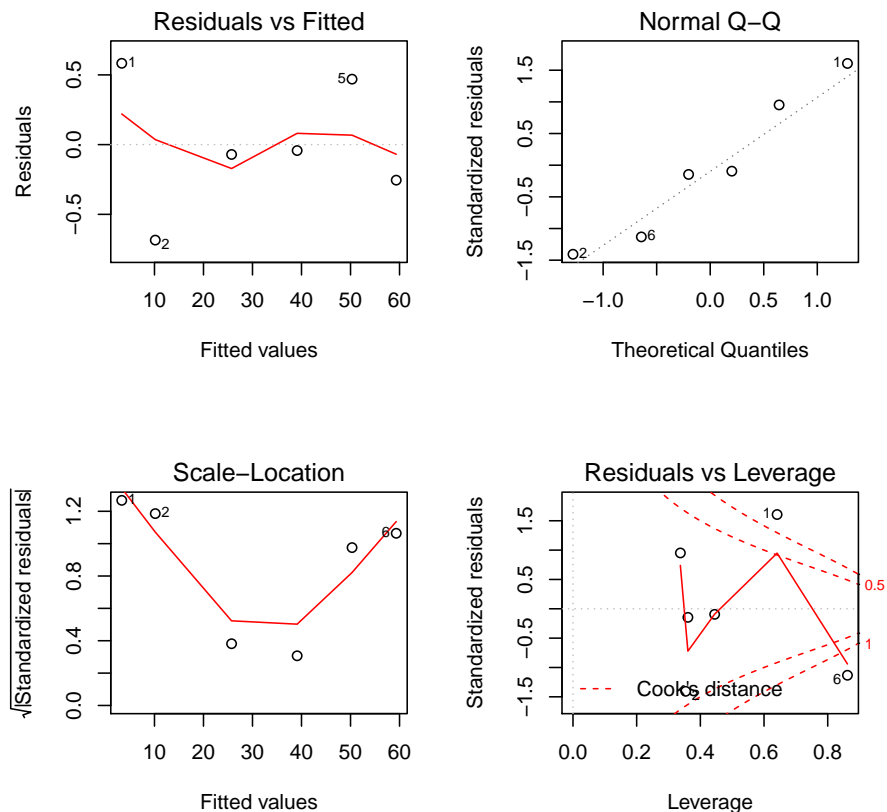 Residuals vs Fitted
Residuals
0.5
0.0
−0.5
1
2
5
10 20 30 40 50 60
Fitted values
Normal Q−Q
Standardized residuals
1.5
0.5
−0.5
−1.5
1
2
6
−1.0 0.0 1.0
Theoretical Quantiles
Scale−Location
√|Standardized residuals|
1.2
0.8
0.4
0.0
1
2
6
10 20 30 40 50 60
Fitted values
Residuals vs Leverage
Standardized residuals
1.5
0.5
−0.5
−1.5
1
2
6
0.5
1
Cook's distance
0.0 0.2 0.4 0.6 0.8
Leverage